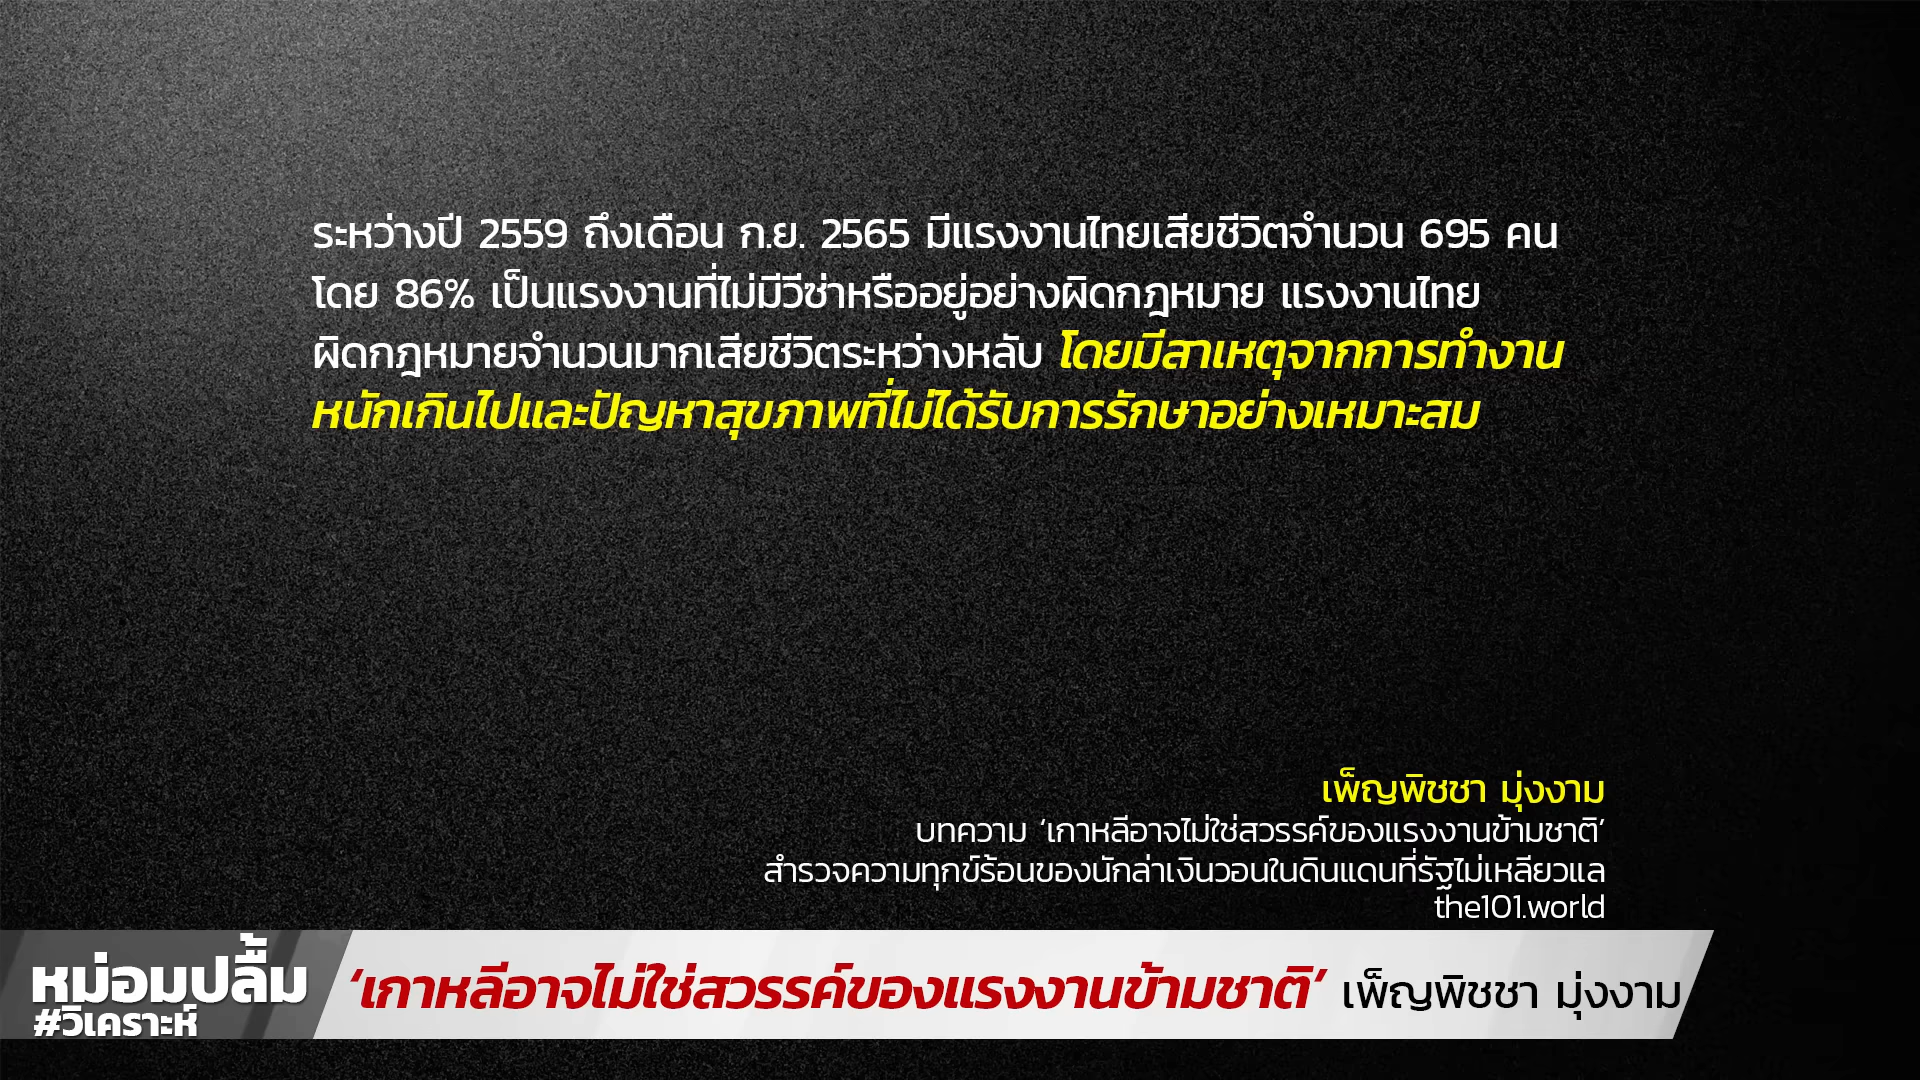 ระหว่างปี 2559 ถึงเดือน ก.ย. 2565 มีแรงงานไทยเสียชีวิตจำนวน 695 คน
โดย 86% เป็นแรงงานที่ไม่มีวีซ่าหรืออยู่อย่างผิดกฎหมาย แรงงานไทย
ผิดกฎหมายจำนวนมากเสียชีวิตระหว่างหลับ โดยมีสาเหตุจากการทำงาน
หนักเกินไปและปัญหาสุขภาพที่ไม่ได้รับการรักษาอย่างเหมาะสม
เพ็ญพิชชา มุ่งงาม
บทความ ‘เกาหลีอาจไม่ใช่สวรรค์ของแรงงานข้ามชาติ’
สำรวจความทุกข์ร้อนของนักล่าเงินวอนในดินแดนที่รัฐไม่เหลียวแล
the101.world
หม่อมปลื้ม
#วิเคราะห์
‘เกาหลีอาจไม่ใช่สวรรค์ของแรงงานข้ามชาติ’ เพ็ญพิชชา มุ่งงาม